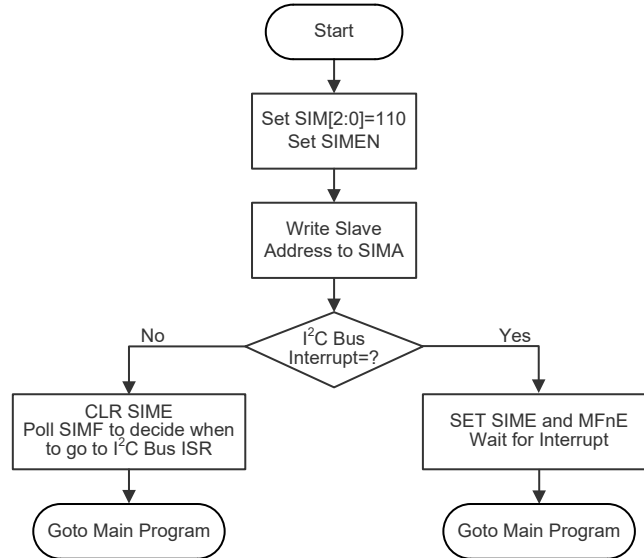 Start
Set SIM[2:0]=110
Set SIMEN
Write Slave
Address to SIMA
I²C Bus
Interrupt=?
No
Yes
CLR SIME
Poll SIMF to decide when
to go to I²C Bus ISR
SET SIME and MFnE
Wait for Interrupt
Goto Main Program
Goto Main Program